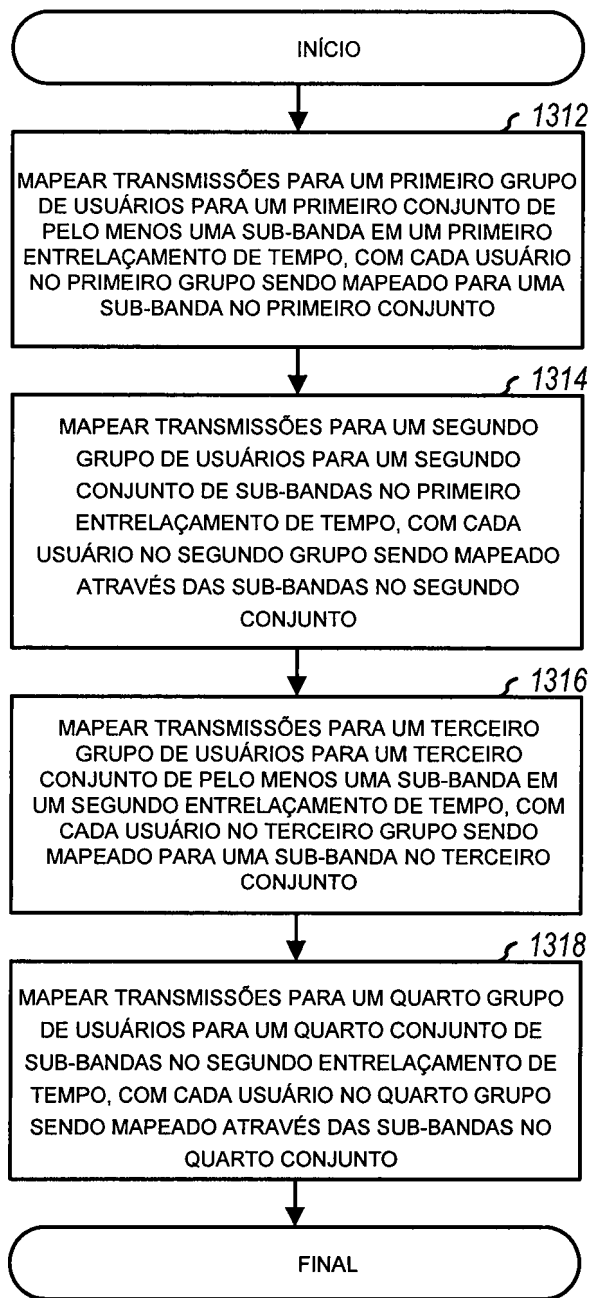 INÍCIO
1312
MAPEAR TRANSMISSÕES PARA UM PRIMEIRO GRUPO
DE USUÁRIOS PARA UM PRIMEIRO CONJUNTO DE
PELO MENOS UMA SUB-BANDA EM UM PRIMEIRO
ENTRELAÇAMENTO DE TEMPO, COM CADA USUÁRIO
NO PRIMEIRO GRUPO SENDO MAPEADO PARA UMA
SUB-BANDA NO PRIMEIRO CONJUNTO
1314
MAPEAR TRANSMISSÕES PARA UM SEGUNDO
GRUPO DE USUÁRIOS PARA UM SEGUNDO
CONJUNTO DE SUB-BANDAS NO PRIMEIRO
ENTRELAÇAMENTO DE TEMPO, COM CADA
USUÁRIO NO SEGUNDO GRUPO SENDO MAPEADO
ATRAVÉS DAS SUB-BANDAS NO SEGUNDO
CONJUNTO
1316
MAPEAR TRANSMISSÕES PARA UM TERCEIRO
GRUPO DE USUÁRIOS PARA UM TERCEIRO
CONJUNTO DE PELO MENOS UMA SUB-BANDA EM
UM SEGUNDO ENTRELAÇAMENTO DE TEMPO, COM
CADA USUÁRIO NO TERCEIRO GRUPO SENDO
MAPEADO PARA UMA SUB-BANDA NO TERCEIRO
CONJUNTO
1318
MAPEAR TRANSMISSÕES PARA UM QUARTO GRUPO
DE USUÁRIOS PARA UM QUARTO CONJUNTO DE
SUB-BANDAS NO SEGUNDO ENTRELAÇAMENTO DE
TEMPO, COM CADA USUÁRIO NO QUARTO GRUPO
SENDO MAPEADO ATRAVÉS DAS SUB-BANDAS NO
QUARTO CONJUNTO
FINAL